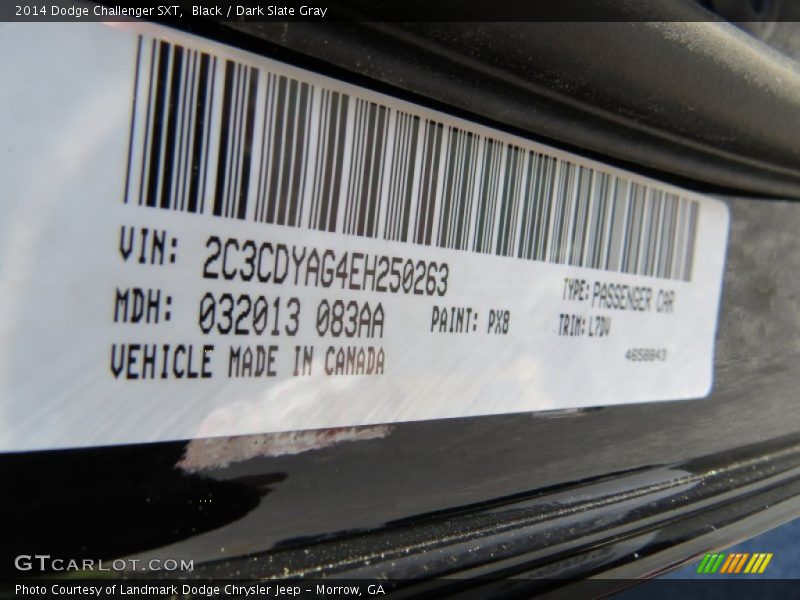 2014 Dodge Challenger SXT,  Black / Dark Slate Gray
VIN: 2C3CDYAG4EH250263
TYPE: PASSENGER CAR
MDH: 032013 083AA
PAINT: PX8
TRIM: L7DV
VEHICLE MADE IN CANADA
4658843
GTCARLOT.COM
Photo Courtesy of Landmark Dodge Chrysler Jeep – Morrow, GA